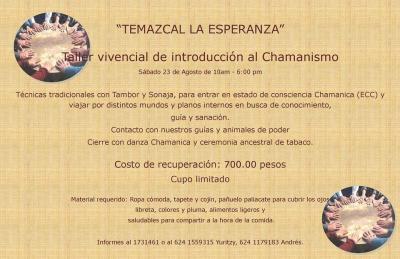 “TEMAZCAL LA ESPERANZA”
Taller vivencial de introducción al Chamanismo
Sábado 23 de Agosto de 10am - 6:00 pm
Técnicas tradicionales con Tambor y Sonaja, para entrar en estado de consciencia Chamanica (ECC) y
viajar por distintos mundos y planos internos en busca de conocimiento,
guía y sanación.
Contacto con nuestros guías y animales de poder
Cierre con danza Chamanica y ceremonia ancestral de tabaco.
Costo de recuperación: 700.00 pesos
Cupo limitado
Material requerido: Ropa cómoda, tapete y cojin, pañuelo paliacate para cubrir los ojos
libreta, colores y pluma, alimentos ligeros y
saludables para compartir a la hora de la comida.
Informes al 1731461 o al 624 1559315 Yuritzy, 624 1179183 Andrés.